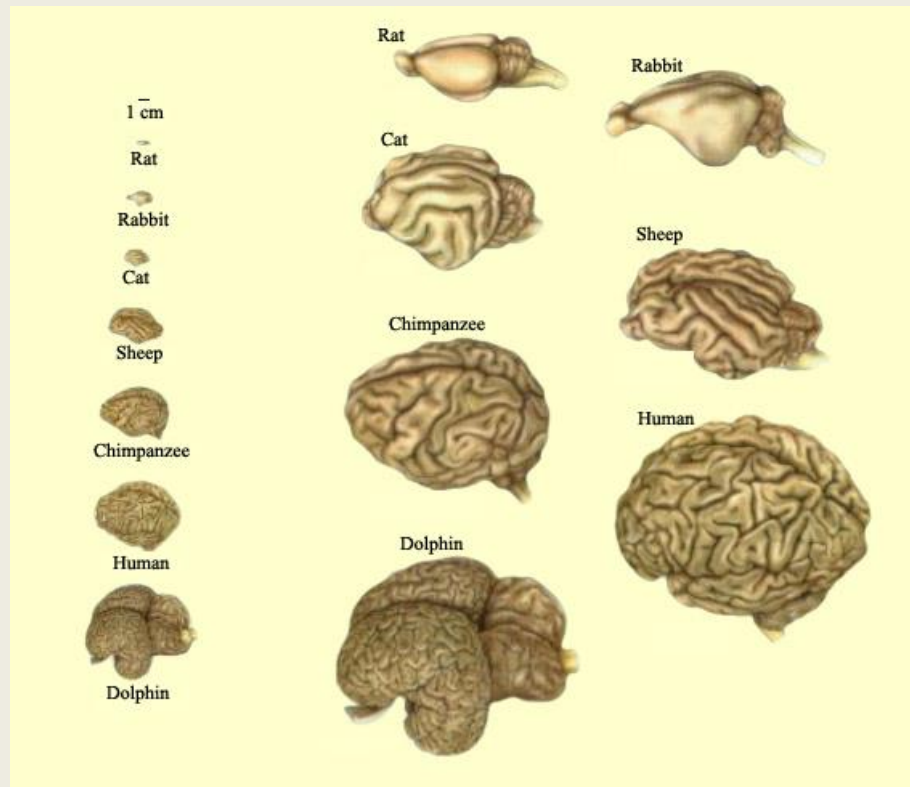 1 cm
Rat
Rabbit
Cat
Sheep
Chimpanzee
Human
Dolphin
Rat
Rabbit
Cat
Sheep
Chimpanzee
Human
Dolphin